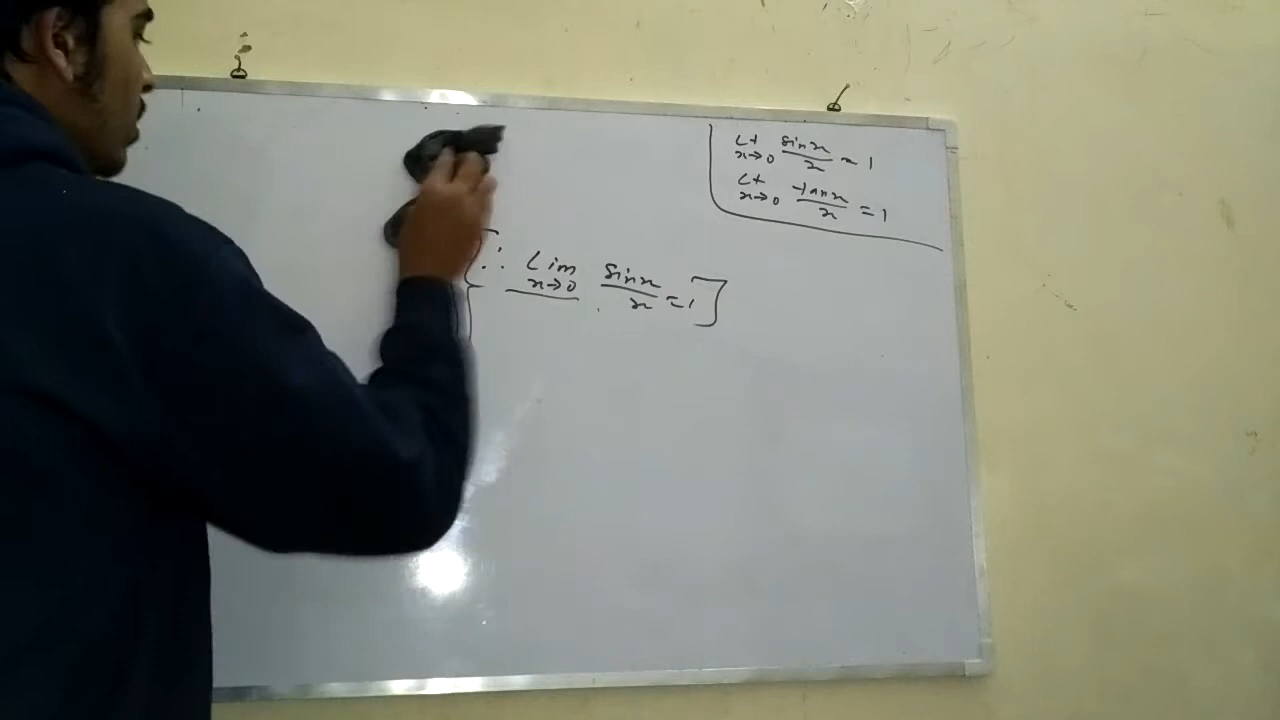 Lt x→0 sinx/x = 1
Lt x→0 tanx/x = 1
∴ Lim x→0 sinx/x = 1 ]